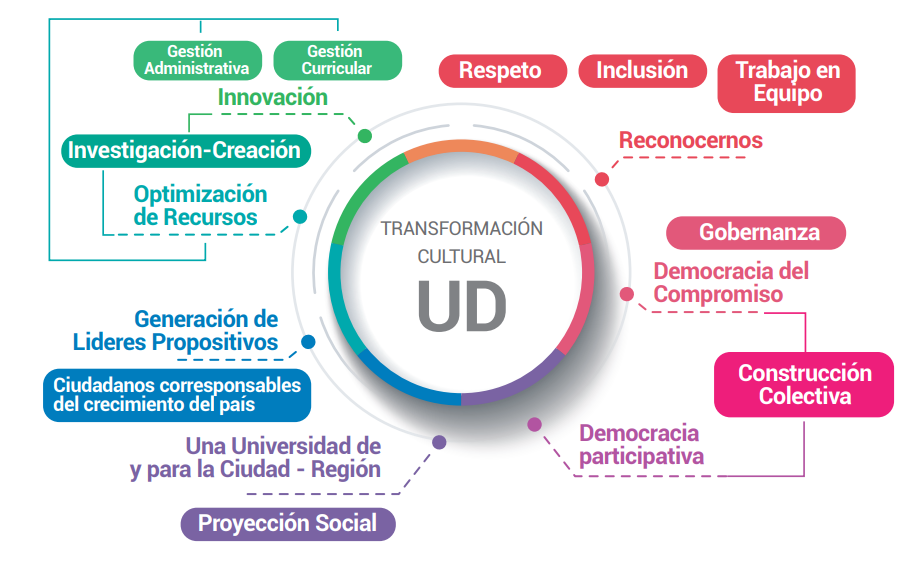 Gestión
Administrativa
Gestión
Curricular
Innovación
Investigación-Creación
Optimización
de Recursos
Respeto
Inclusión
Trabajo en
Equipo
Reconocernos
TRANSFORMACIÓN
CULTURAL
UD
Gobernanza
Democracia del
Compromiso
Construcción
Colectiva
Democracia
participativa
Generación de
Lideres Propositivos
Ciudadanos corresponsables
del crecimiento del país
Una Universidad de
y para la Ciudad - Región
Proyección Social